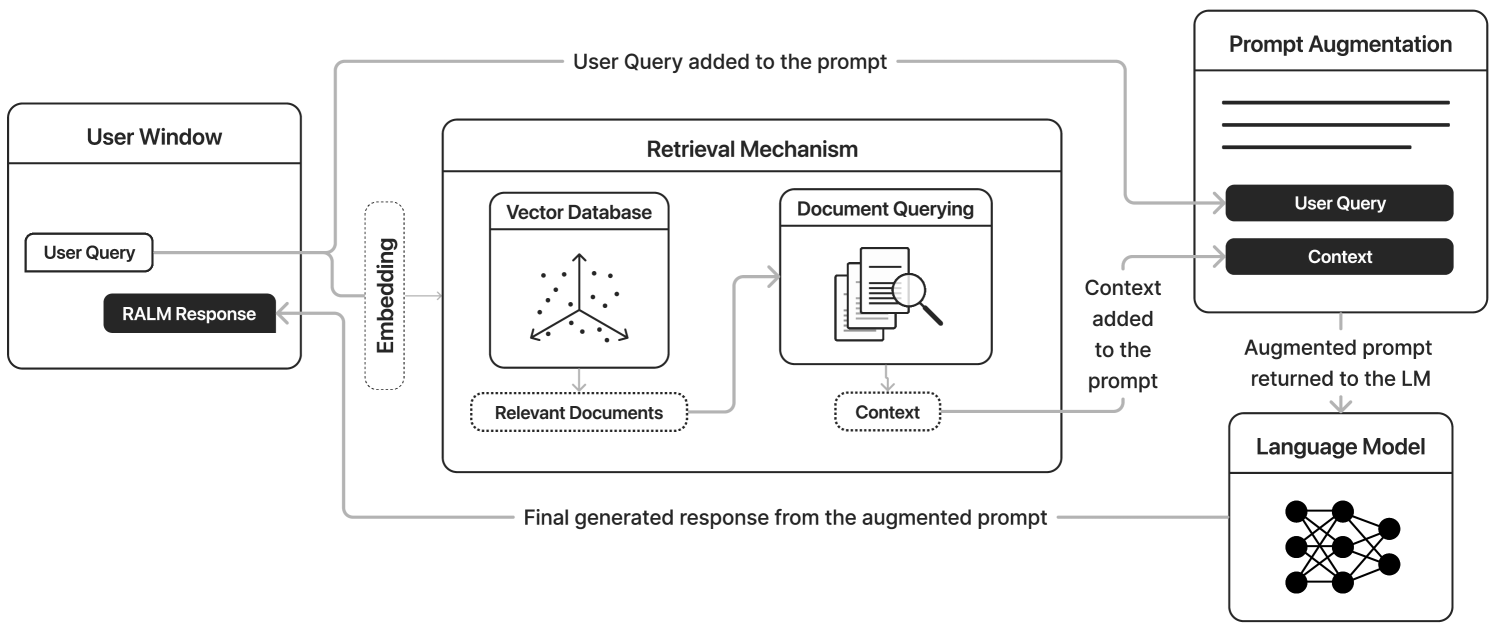 User Query added to the prompt
Prompt Augmentation
User Query
Context
User Window
User Query
RALM Response
Embedding
Retrieval Mechanism
Vector Database
Relevant Documents
Document Querying
Context
Context
added
to the
prompt
Augmented prompt
returned to the LM
Language Model
Final generated response from the augmented prompt